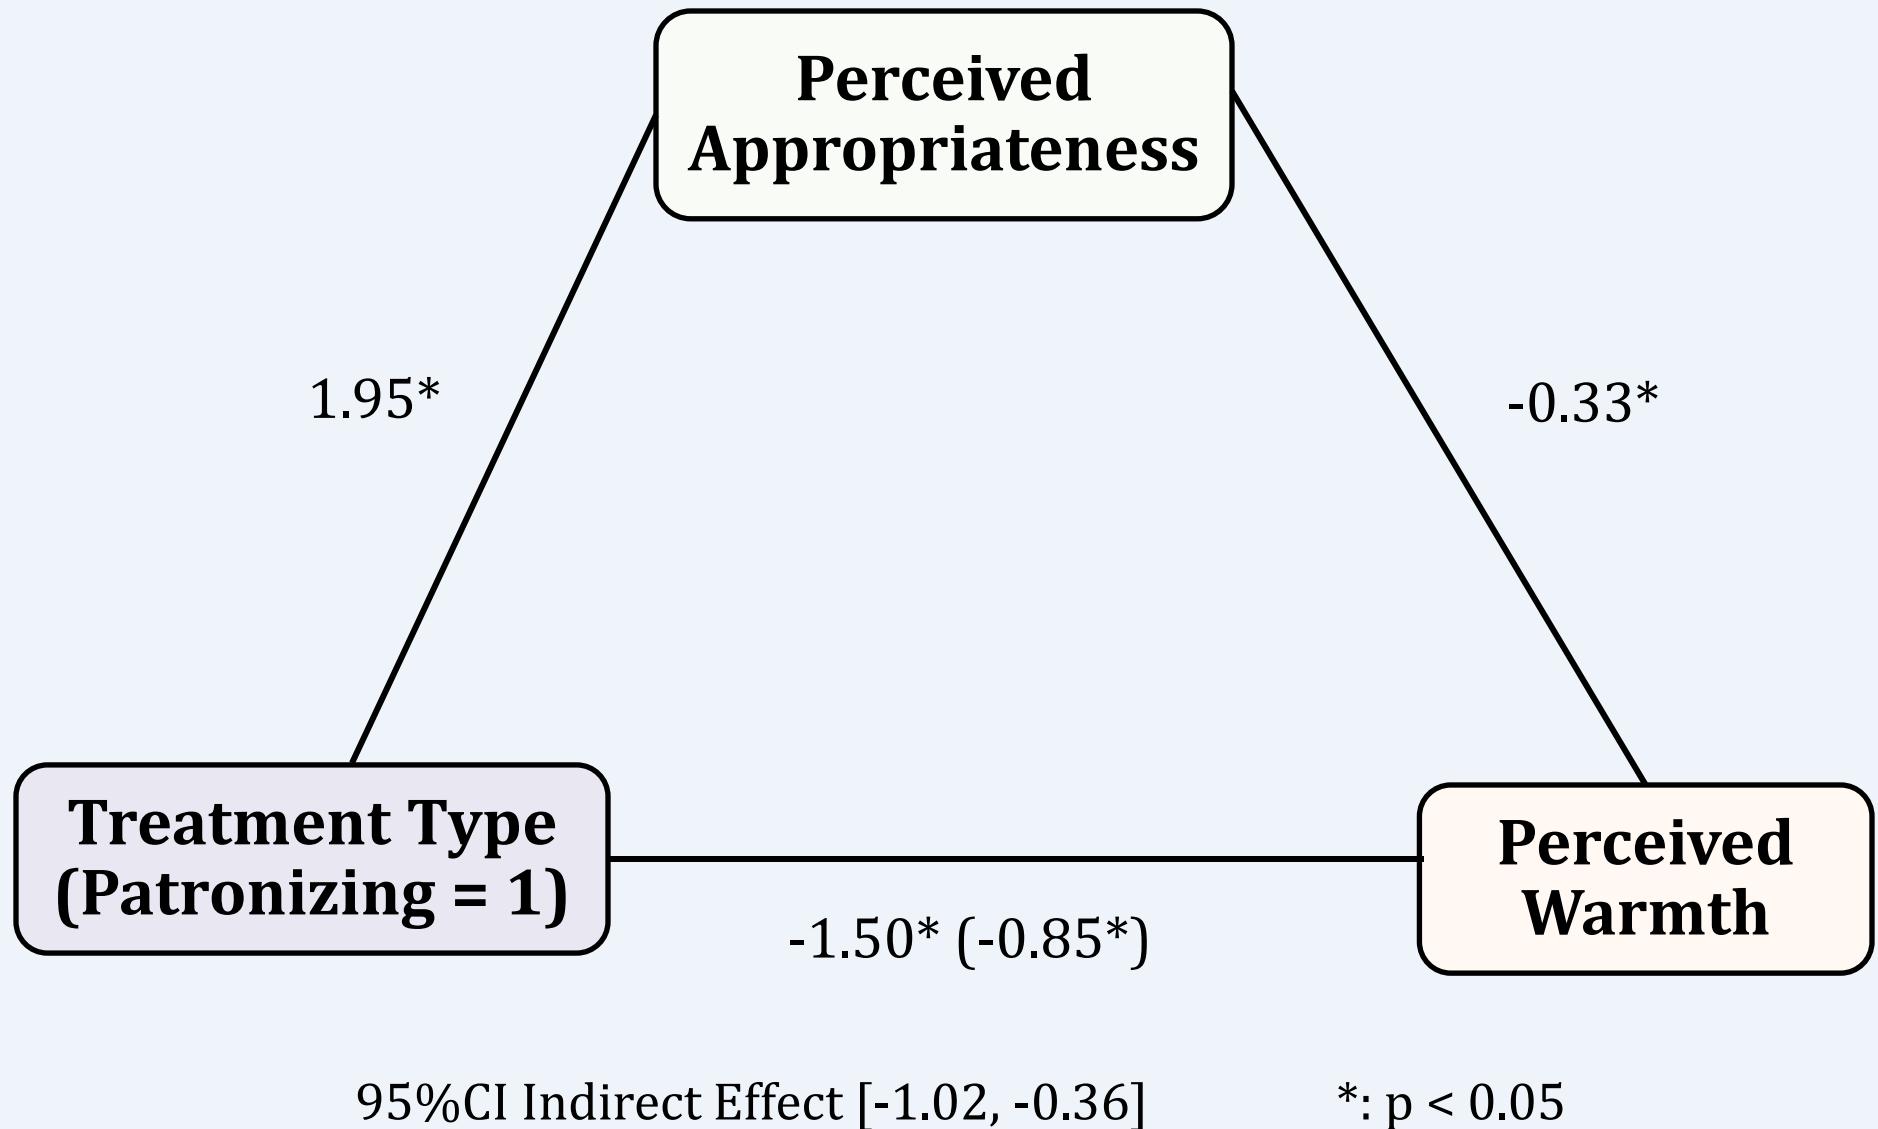 Perceived
Appropriateness
1.95*
-0.33*
Treatment Type
(Patronizing = 1)
Perceived
Warmth
-1.50* (-0.85*)
95%CI Indirect Effect [-1.02, -0.36]
*: p < 0.05